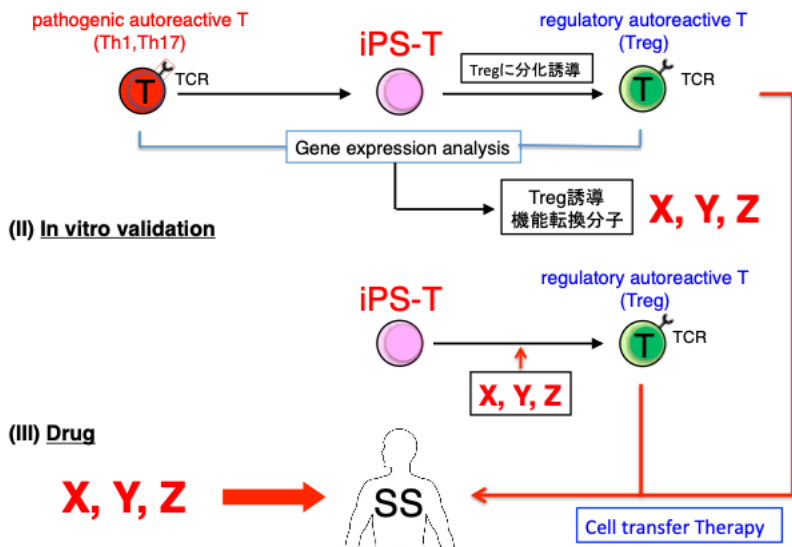 pathogenic autoreactive T
(Th1,Th17)
T
TCR
iPS-T
Tregに分化誘導
regulatory autoreactive T
(Treg)
T
TCR
Gene expression analysis
Treg誘導
機能転換分子
X, Y, Z
(II) In vitro validation
iPS-T
regulatory autoreactive T
(Treg)
T
TCR
X, Y, Z
(III) Drug
X, Y, Z
SS
Cell transfer Therapy